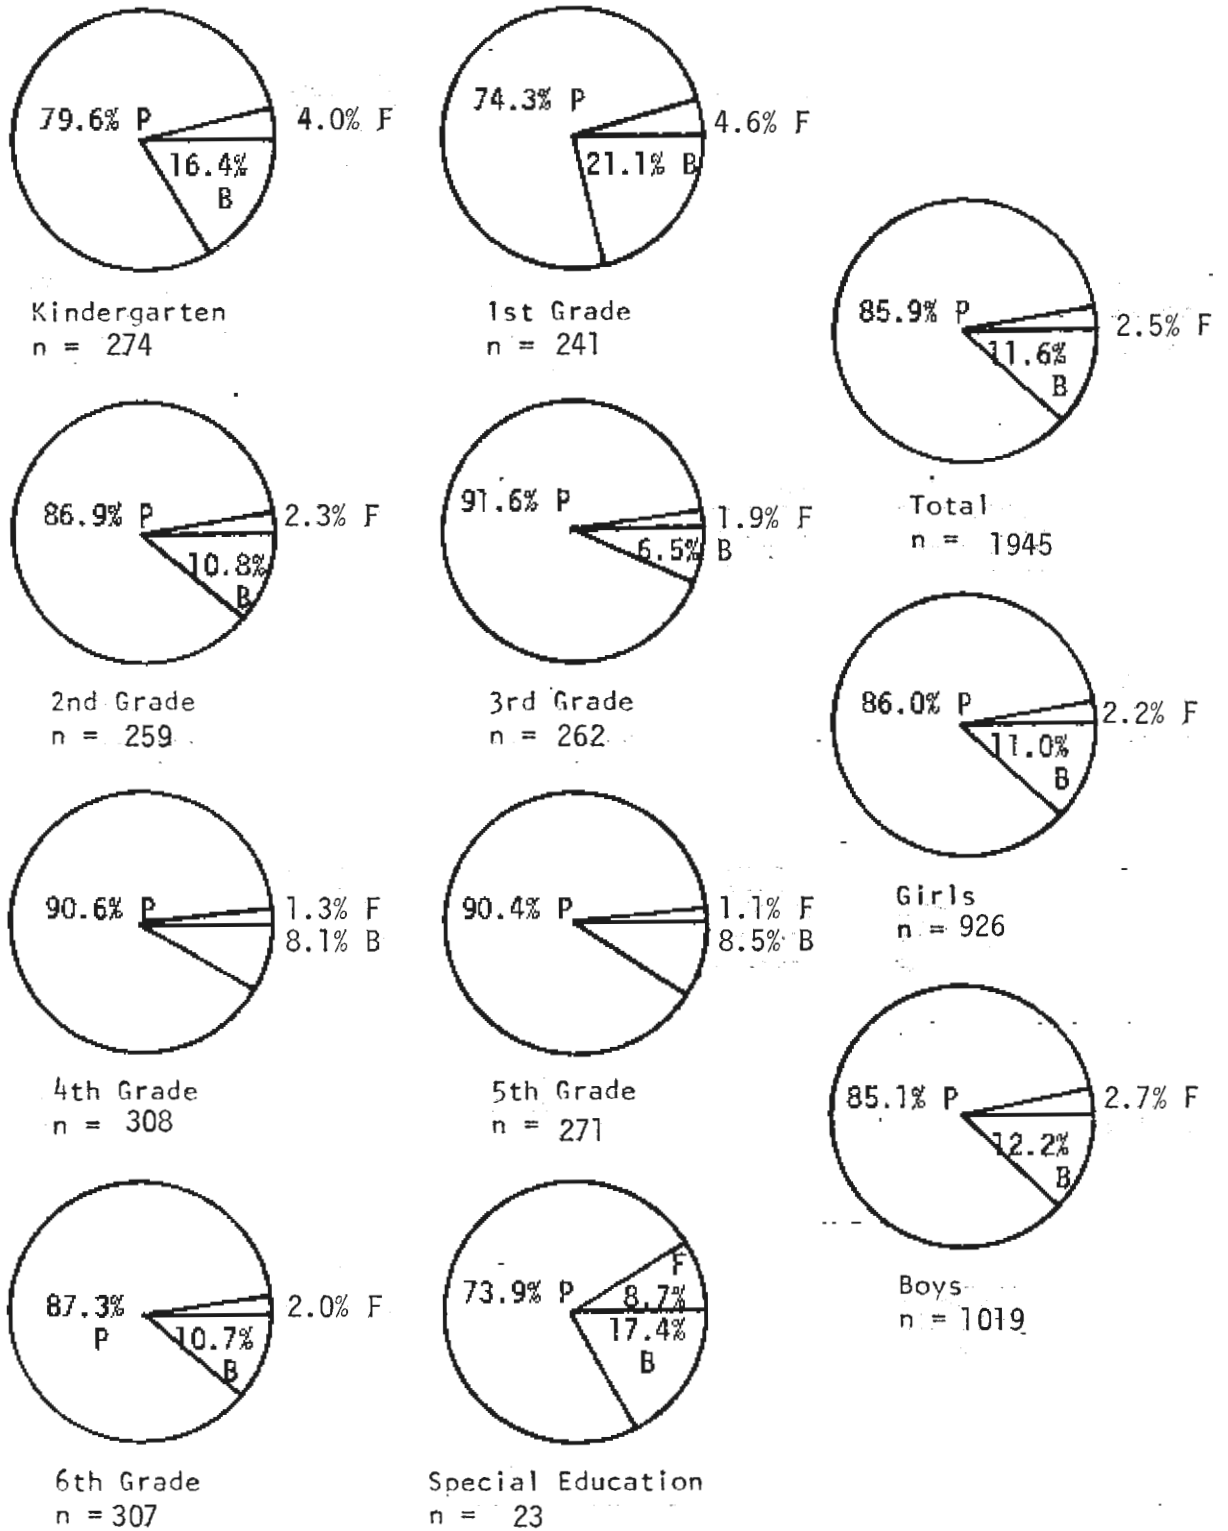 79.6% P
4.0% F
16.4%
B
Kindergarten
n = 274
74.3% P
4.6% F
21.1% B
1st Grade
n = 241
85.9% P
2.5% F
11.6%
B
Total
n = 1945
86.9% P
2.3% F
10.8%
B
2nd Grade
n = 259
91.6% P
1.9% F
6.5% B
3rd Grade
n = 262
86.0% P
2.2% F
11.0%
B
Girls
n = 926
90.6% P
1.3% F
8.1% B
4th Grade
n = 308
90.4% P
1.1% F
8.5% B
5th Grade
n = 271
85.1% P
2.7% F
12.2%
B
Boys
n = 1019
87.3%
P
2.0% F
10.7%
B
6th Grade
n = 307
73.9% P
F
8.7%
17.4%
B
Special Education
n = 23